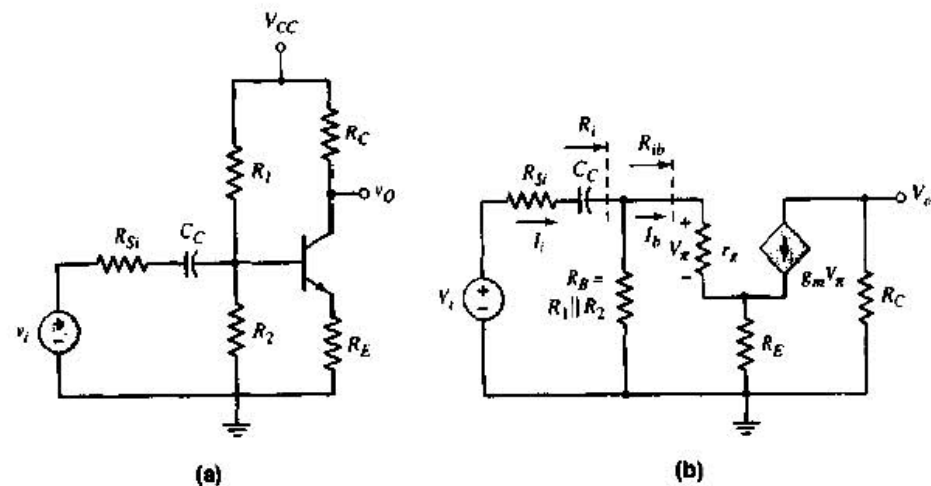 V_CC
R_C
R_1
v_O
R_Si
C_C
R_2
R_E
v_i
+
-
(a)
R_i
R_ib
R_Si
C_C
V_o
I_i
I_b
+
V_π
r_π
-
g_m V_π
R_B =
R_1 || R_2
R_C
V_i
+
-
R_E
(b)